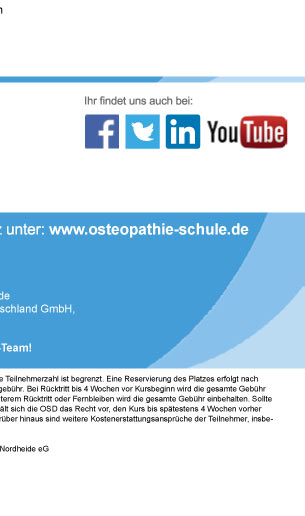 Ihr findet uns auch bei:
f in YouTube
unter: www.osteopathie-schule.de
de
schland GmbH,
-Team!
e Teilnehmerzahl ist begrenzt. Eine Reservierung des Platzes erfolgt nach
gebühr. Bei Rücktritt bis 4 Wochen vor Kursbeginn wird die gesamte Gebühr
terem Rücktritt oder Fernbleiben wird die gesamte Gebühr einbehalten. Sollte
ält sich die OSD das Recht vor, den Kurs bis spätestens 4 Wochen vorher
rüber hinaus sind weitere Kostenerstattungsansprüche der Teilnehmer, insbe-
Nordheide eG